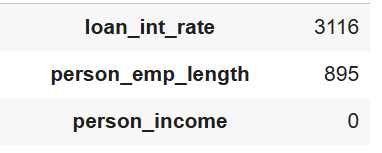 loan_int_rate 3116
person_emp_length 895
person_income 0